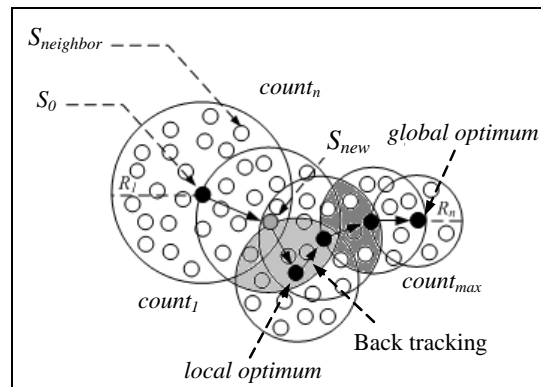 S_neighbor
count_n
S_0
S_new
global optimum
R_1
R_n
count_1
count_max
Back tracking
local optimum